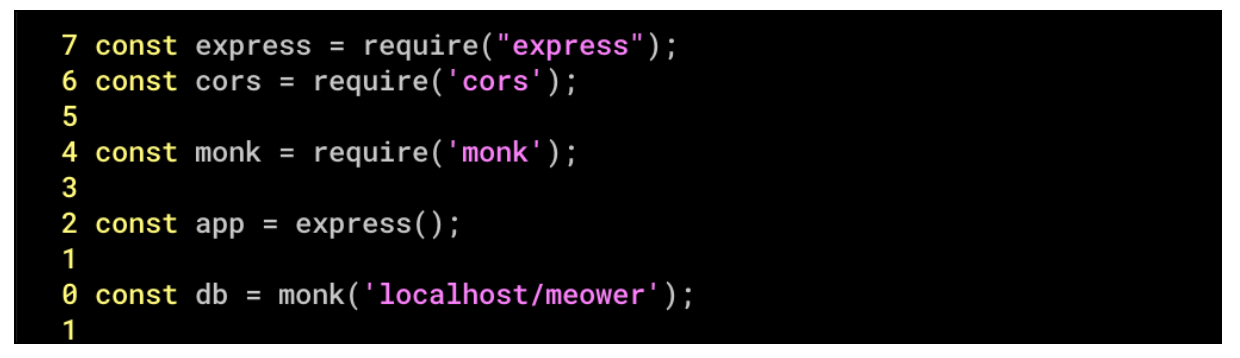 7 const express = require("express");
6 const cors = require('cors');
5
4 const monk = require('monk');
3
2 const app = express();
1
0 const db = monk('localhost/meower');
1